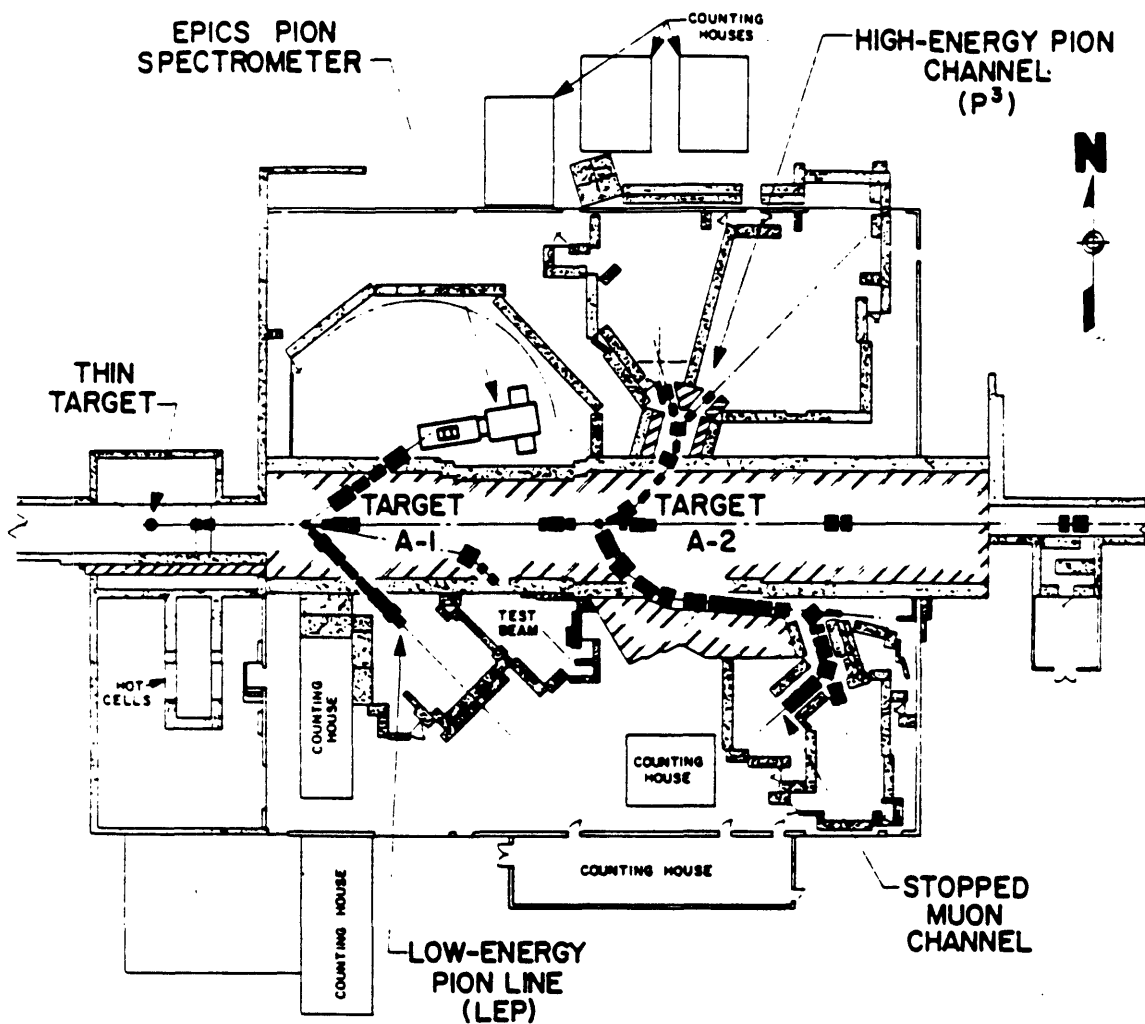 COUNTING
HOUSES
EPICS PION
SPECTROMETER
HIGH-ENERGY PION
CHANNEL
(P³)
N
THIN
TARGET
TARGET
A-1
TARGET
A-2
TEST
BEAM
HOT
CELLS
COUNTING
HOUSE
COUNTING
HOUSE
COUNTING HOUSE
COUNTING HOUSE
STOPPED
MUON
CHANNEL
LOW-ENERGY
PION LINE
(LEP)